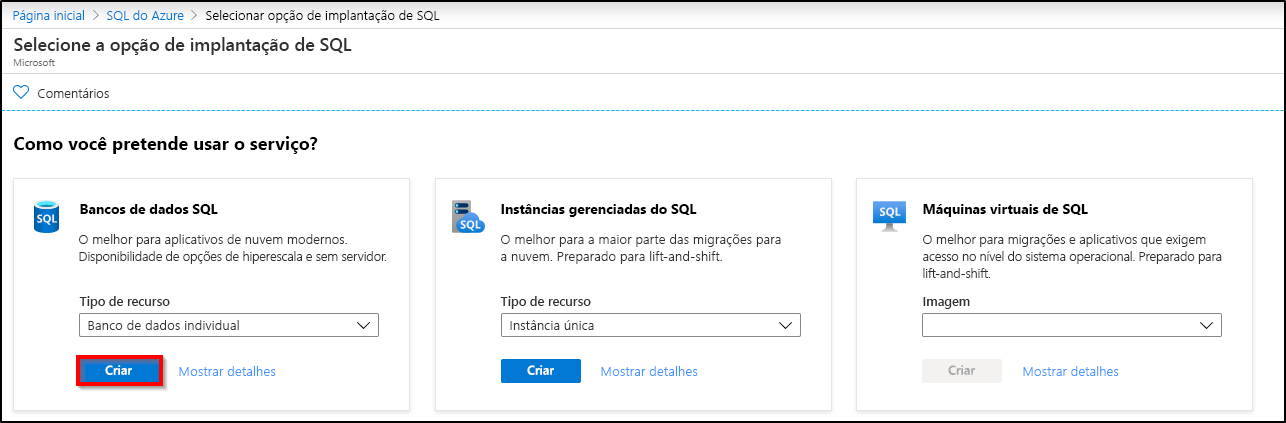 Página inicial > SQL do Azure > Selecionar opção de implantação de SQL
Selecione a opção de implantação de SQL
Microsoft
Comentários
Como você pretende usar o serviço?
SQL
Bancos de dados SQL
O melhor para aplicativos de nuvem modernos.
Disponibilidade de opções de hiperescala e sem servidor.
Tipo de recurso
Banco de dados individual
Criar
Mostrar detalhes
SQL
Instâncias gerenciadas do SQL
O melhor para a maior parte das migrações para
a nuvem. Preparado para lift-and-shift.
Tipo de recurso
Instância única
Criar
Mostrar detalhes
SQL
Máquinas virtuais de SQL
O melhor para migrações e aplicativos que exigem
acesso no nível do sistema operacional. Preparado para
lift-and-shift.
Imagem
Criar
Mostrar detalhes